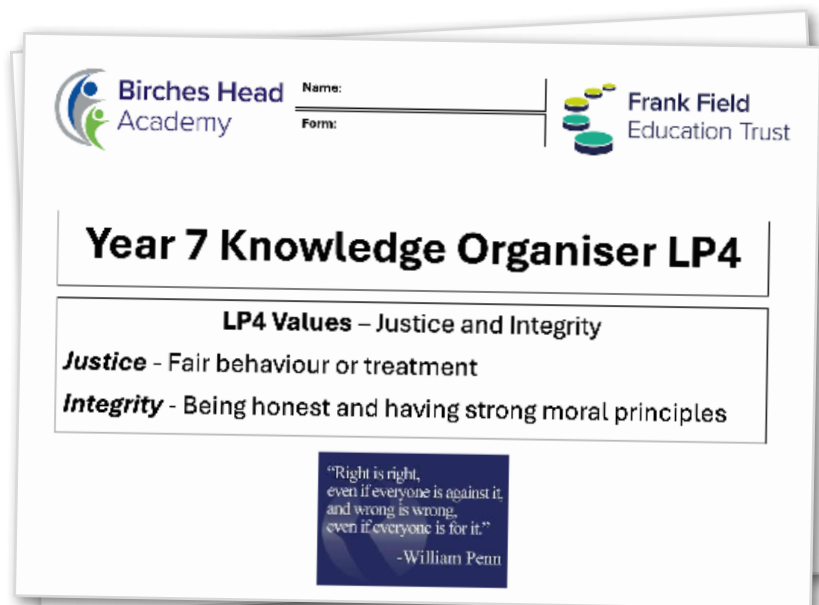 Birches Head
Academy
Name:
Form:
Frank Field
Education Trust
Year 7 Knowledge Organiser LP4
LP4 Values – Justice and Integrity
Justice - Fair behaviour or treatment
Integrity - Being honest and having strong moral principles
“Right is right,
even if everyone is against it,
and wrong is wrong,
even if everyone is for it.”
-William Penn